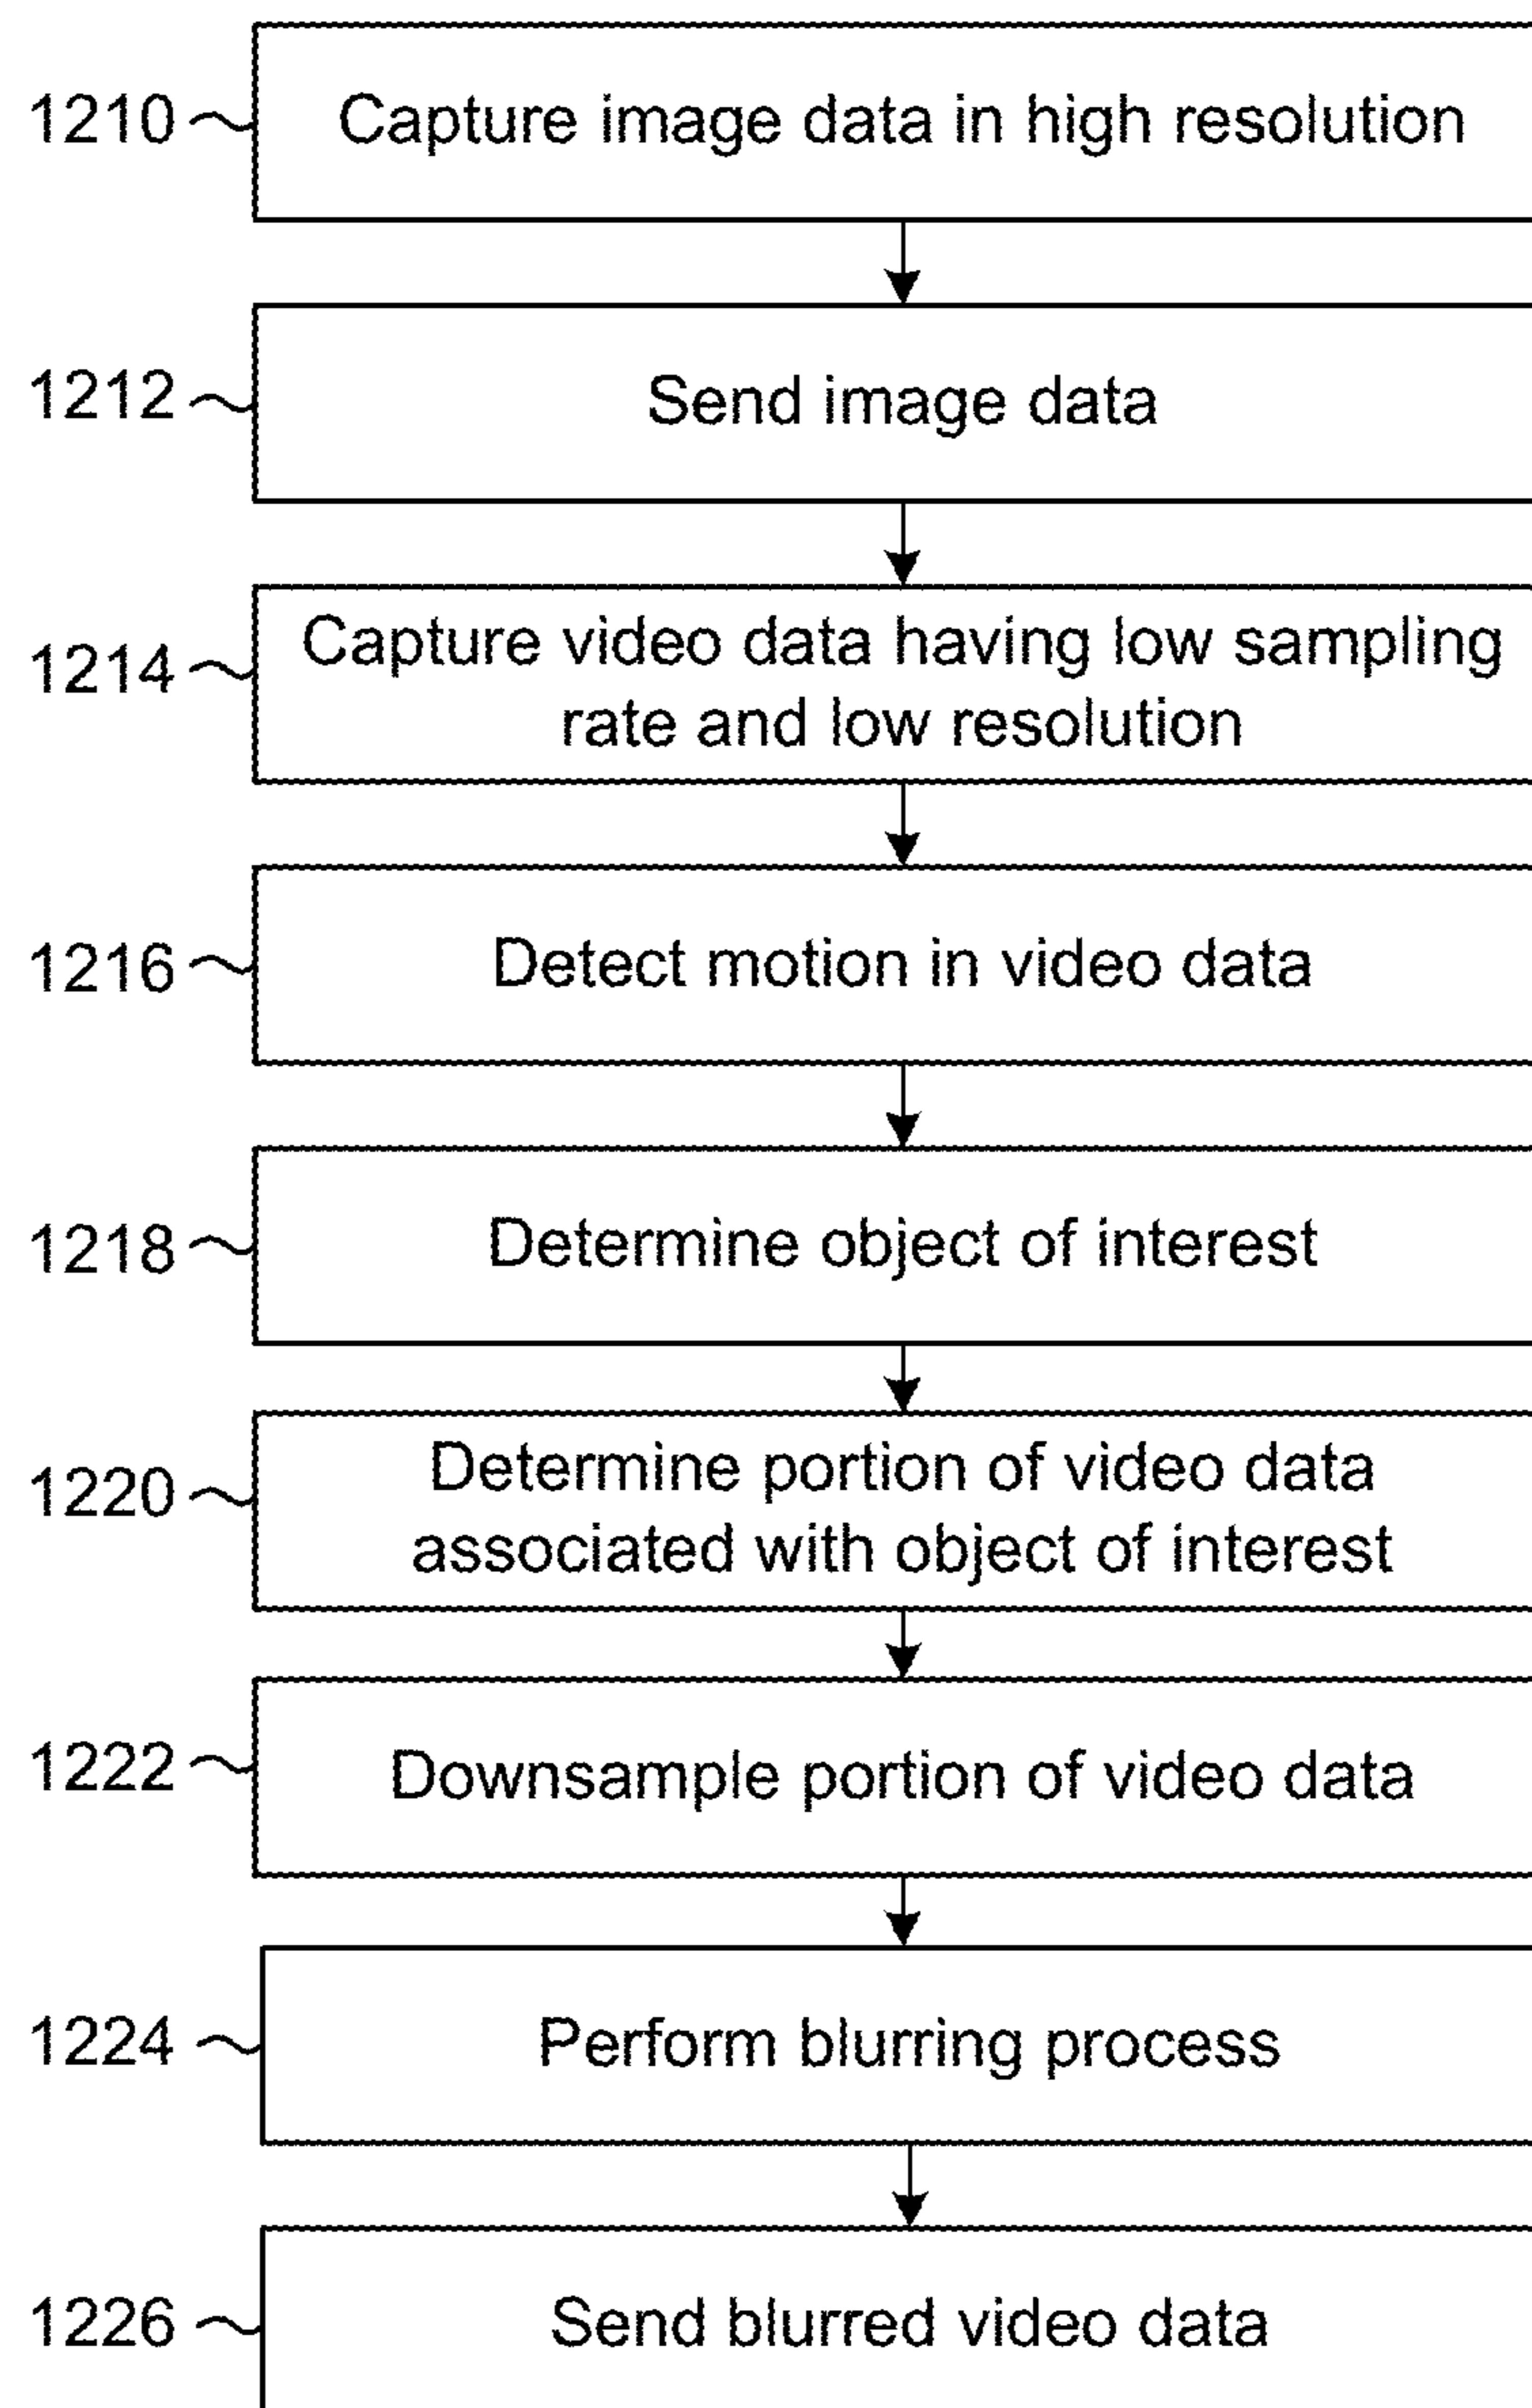 1210 Capture image data in high resolution
1212 Send image data
1214 Capture video data having low sampling
rate and low resolution
1216 Detect motion in video data
1218 Determine object of interest
1220 Determine portion of video data
associated with object of interest
1222 Downsample portion of video data
1224 Perform blurring process
1226 Send blurred video data